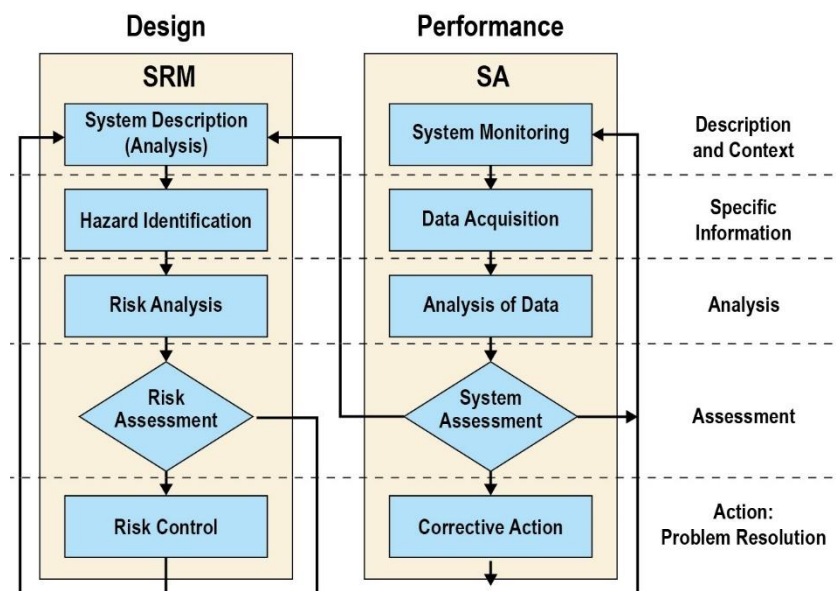 Design
Performance
SRM
SA
System Description
(Analysis)
System Monitoring
Description
and Context
Hazard Identification
Data Acquisition
Specific
Information
Risk Analysis
Analysis of Data
Analysis
Risk
Assessment
System
Assessment
Assessment
Risk Control
Corrective Action
Action:
Problem Resolution